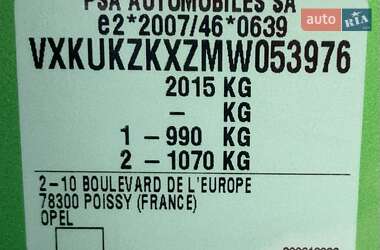 PSA AUTOMOBILES SA
e2*2007/46*0639
VXKUKZKXZMW053976
2015 KG
– KG
1 – 990 KG
2 – 1070 KG
2–10 BOULEVARD DE L'EUROPE
78300 POISSY (FRANCE)
OPEL
auto
RIA